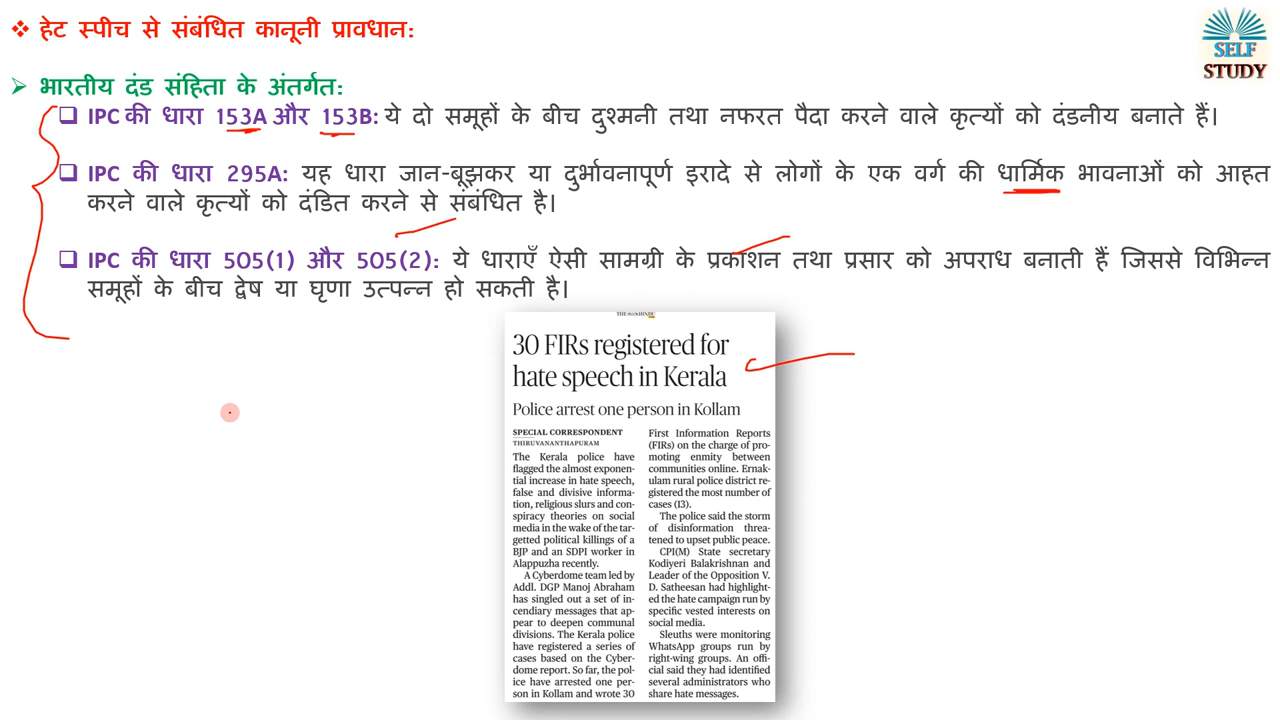 ❖ हेट स्पीच से संबंधित कानूनी प्रावधान:
SELF
STUDY
➢ भारतीय दंड संहिता के अंतर्गत:
❑ IPC की धारा 153A और 153B: ये दो समूहों के बीच दुश्मनी तथा नफरत पैदा करने वाले कृत्यों को दंडनीय बनाते हैं।
❑ IPC की धारा 295A: यह धारा जान-बूझकर या दुर्भावनापूर्ण इरादे से लोगों के एक वर्ग की धार्मिक भावनाओं को आहत
करने वाले कृत्यों को दंडित करने से संबंधित है।
❑ IPC की धारा 505(1) और 505(2): ये धाराएँ ऐसी सामग्री के प्रकाशन तथा प्रसार को अपराध बनाती हैं जिससे विभिन्न
समूहों के बीच द्वेष या घृणा उत्पन्न हो सकती है।
30 FIRs registered for
hate speech in Kerala
Police arrest one person in Kollam
SPECIAL CORRESPONDENT
THIRUVANANTHAPURAM
The Kerala police have
flagged the almost exponen-
tial increase in hate speech,
false and divisive informa-
tion, religious slurs and con-
spiracy theories on social
media in the wake of the tar-
getted political killings of a
BJP and an SDPI worker in
Alappuzha recently.
A Cyberdome team led by
Addl. DGP Manoj Abraham
has singled out a set of in-
cendiary messages that ap-
pear to deepen communal
divisions. The Kerala police
have registered a series of
cases based on the Cyber-
dome report. So far, the pol-
ice have arrested one per-
son in Kollam and wrote 30
First Information Reports
(FIRs) on the charge of pro-
moting enmity between
communities online. Ernak-
ulam rural police district re-
gistered the most number of
cases (13).
The police said the storm
of disinformation threa-
tened to upset public peace.
CPI(M) State secretary
Kodiyeri Balakrishnan and
Leader of the Opposition V.
D. Satheesan had highlight-
ed the hate campaign run by
specific vested interests on
social media.
Sleuths were monitoring
WhatsApp groups run by
right-wing groups. An offi-
cial said they had identified
several administrators who
share hate messages.